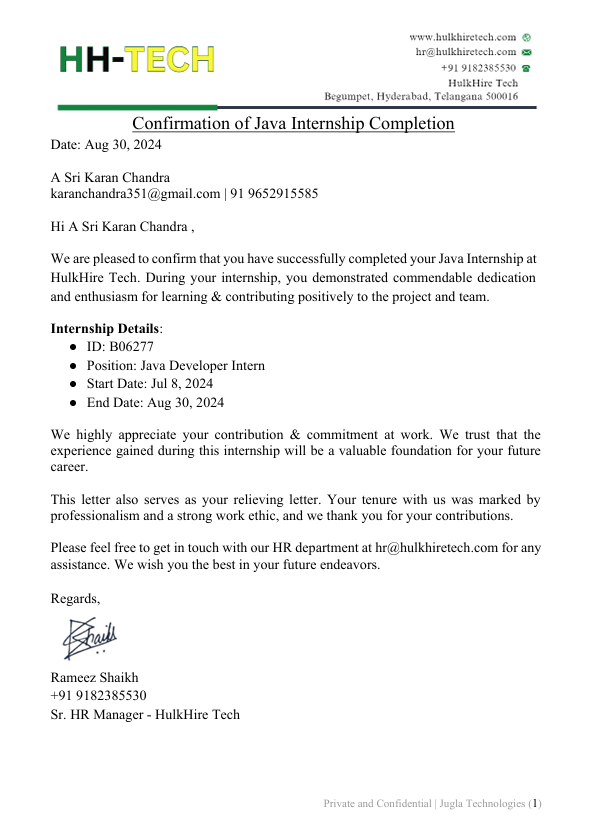 HH-TECH
www.hulkhiretech.com
hr@hulkhiretech.com
+91 9182385530
HulkHire Tech
Begumpet, Hyderabad, Telangana 500016
Confirmation of Java Internship Completion
Date: Aug 30, 2024
A Sri Karan Chandra
karanchandra351@gmail.com | 91 9652915585
Hi A Sri Karan Chandra ,
We are pleased to confirm that you have successfully completed your Java Internship at
HulkHire Tech. During your internship, you demonstrated commendable dedication
and enthusiasm for learning & contributing positively to the project and team.
Internship Details:
● ID: B06277
● Position: Java Developer Intern
● Start Date: Jul 8, 2024
● End Date: Aug 30, 2024
We highly appreciate your contribution & commitment at work. We trust that the
experience gained during this internship will be a valuable foundation for your future
career.
This letter also serves as your relieving letter. Your tenure with us was marked by
professionalism and a strong work ethic, and we thank you for your contributions.
Please feel free to get in touch with our HR department at hr@hulkhiretech.com for any
assistance. We wish you the best in your future endeavors.
Regards,
Shaikh
Rameez Shaikh
+91 9182385530
Sr. HR Manager - HulkHire Tech
Private and Confidential | Jugla Technologies (1)